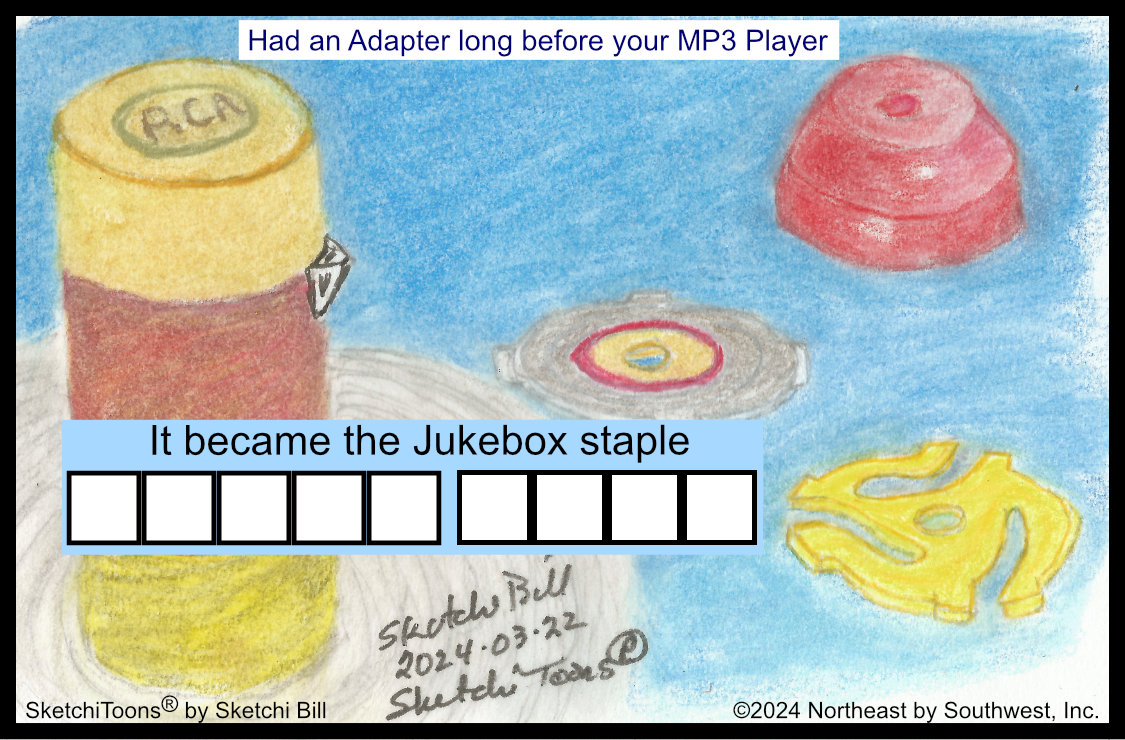 Had an Adapter long before your MP3 Player
RCA
It became the Jukebox staple
Sketchi Bill
2024.03.22
SketchiToons®
SketchiToons® by Sketchi Bill
©2024 Northeast by Southwest, Inc.